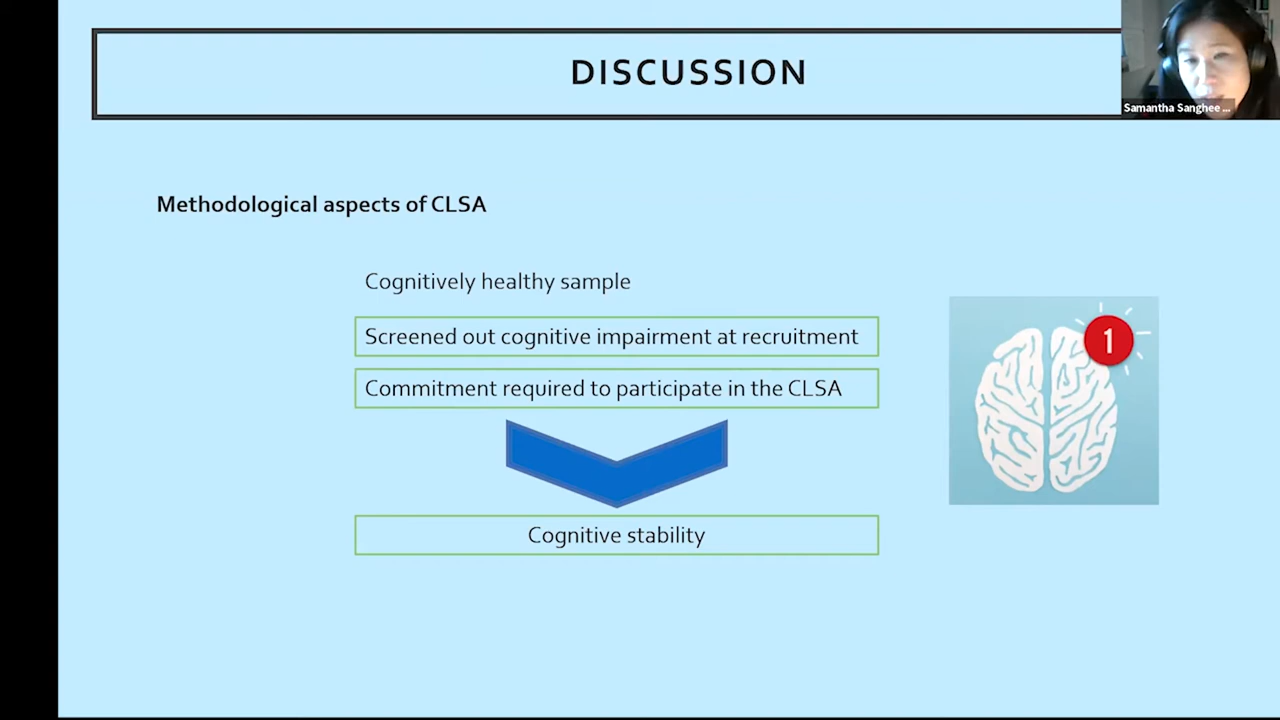 DISCUSSION
Samantha Sanghee ...
Methodological aspects of CLSA
Cognitively healthy sample
Screened out cognitive impairment at recruitment
1
Commitment required to participate in the CLSA
Cognitive stability